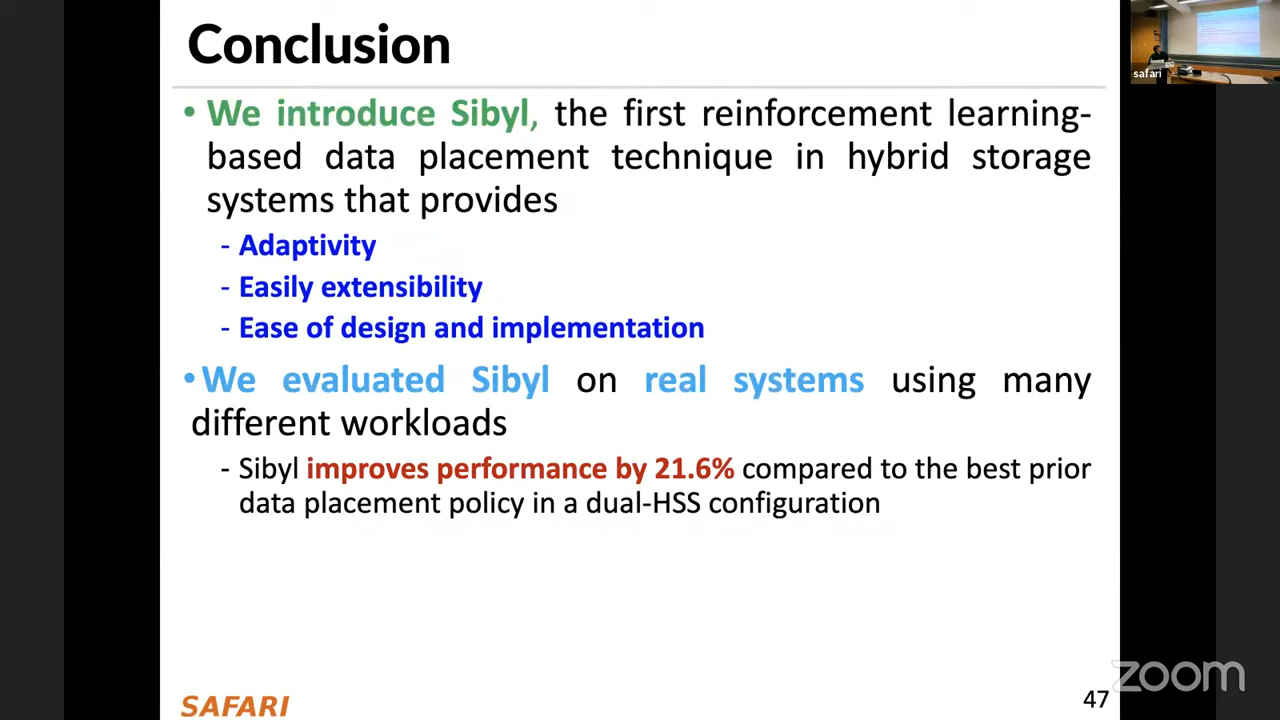 Conclusion
safari
• We introduce Sibyl, the first reinforcement learning-
based data placement technique in hybrid storage
systems that provides
- Adaptivity
- Easily extensibility
- Ease of design and implementation
• We evaluated Sibyl on real systems using many
different workloads
- Sibyl improves performance by 21.6% compared to the best prior
data placement policy in a dual-HSS configuration
SAFARI
47
zoom